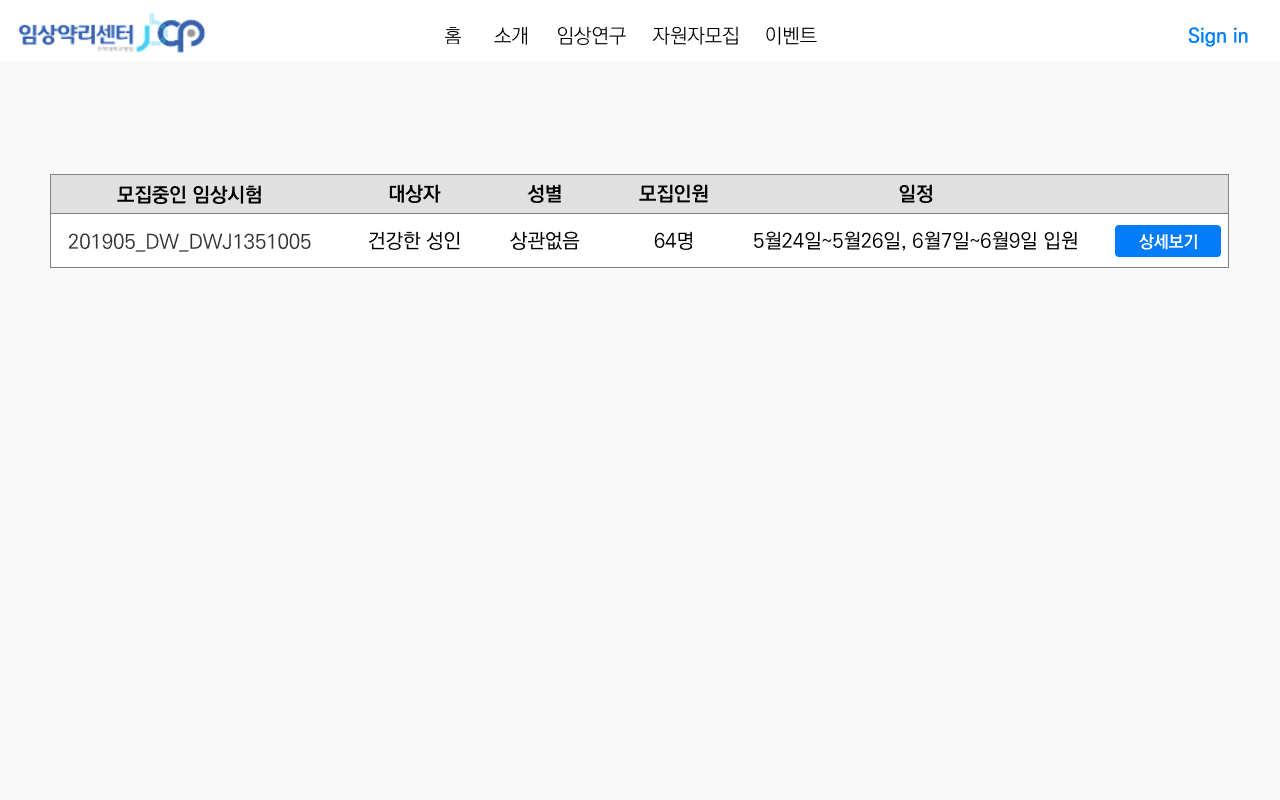 임상약리센터
홈 소개 임상연구 자원자모집 이벤트 Sign in
모집중인 임상시험 대상자 성별 모집인원 일정
201905_DW_DWJ1351005 건강한 성인 상관없음 64명 5월24일~5월26일, 6월7일~6월9일 입원 상세보기